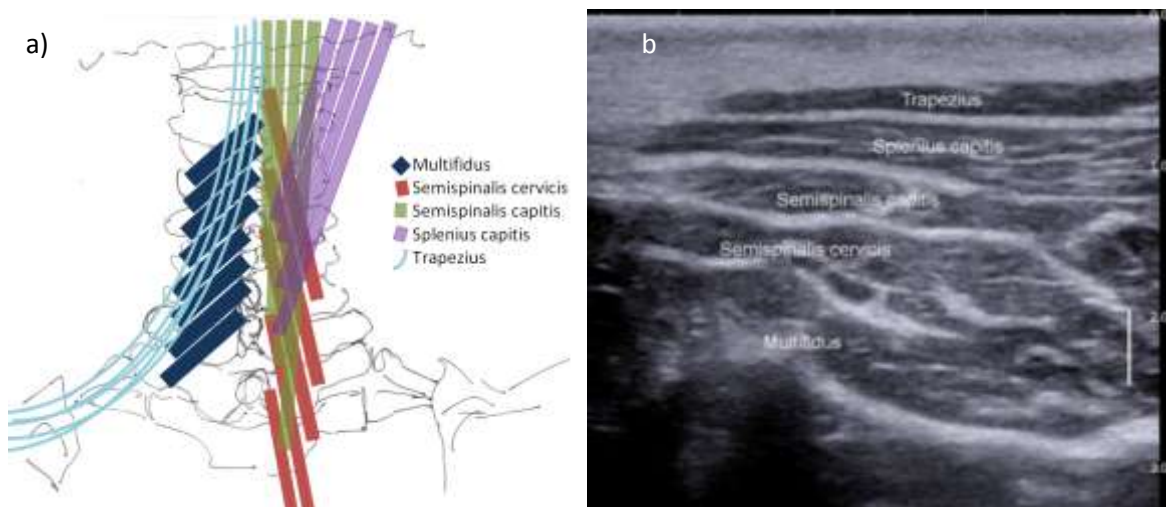 a)
Multifidus
Semispinalis cervicis
Semispinalis capitis
Splenius capitis
Trapezius
b
Trapezius
Splenius capitis
Semispinalis capitis
Semispinalis cervicis
Multifidus